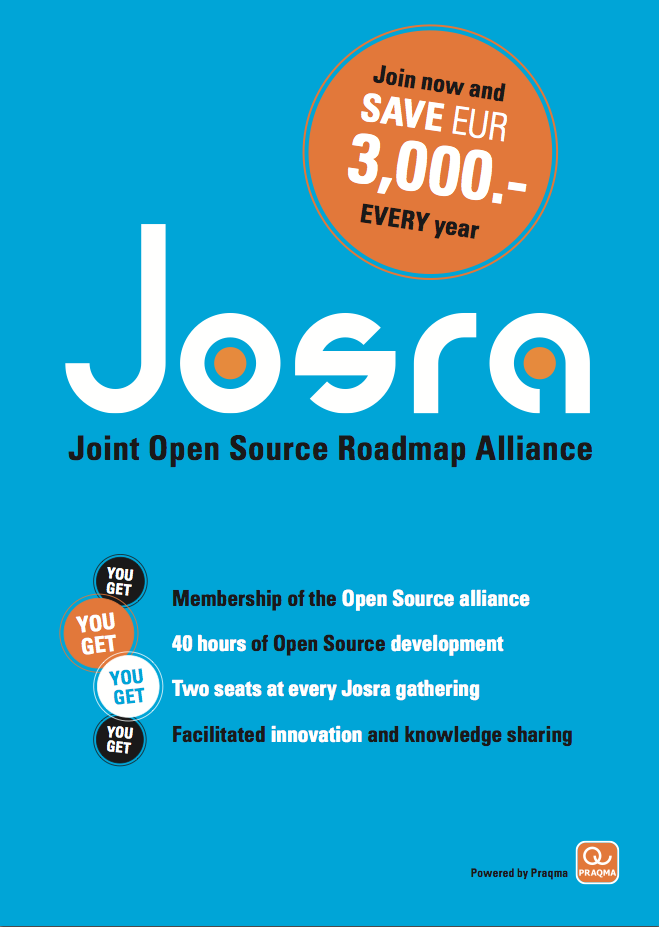 Join now and
SAVE EUR
3,000.-
EVERY year
Josra
Joint Open Source Roadmap Alliance
YOU
GET
Membership of the Open Source alliance
YOU
GET
40 hours of Open Source development
YOU
GET
Two seats at every Josra gathering
YOU
GET
Facilitated innovation and knowledge sharing
Powered by Praqma
PRAQMA